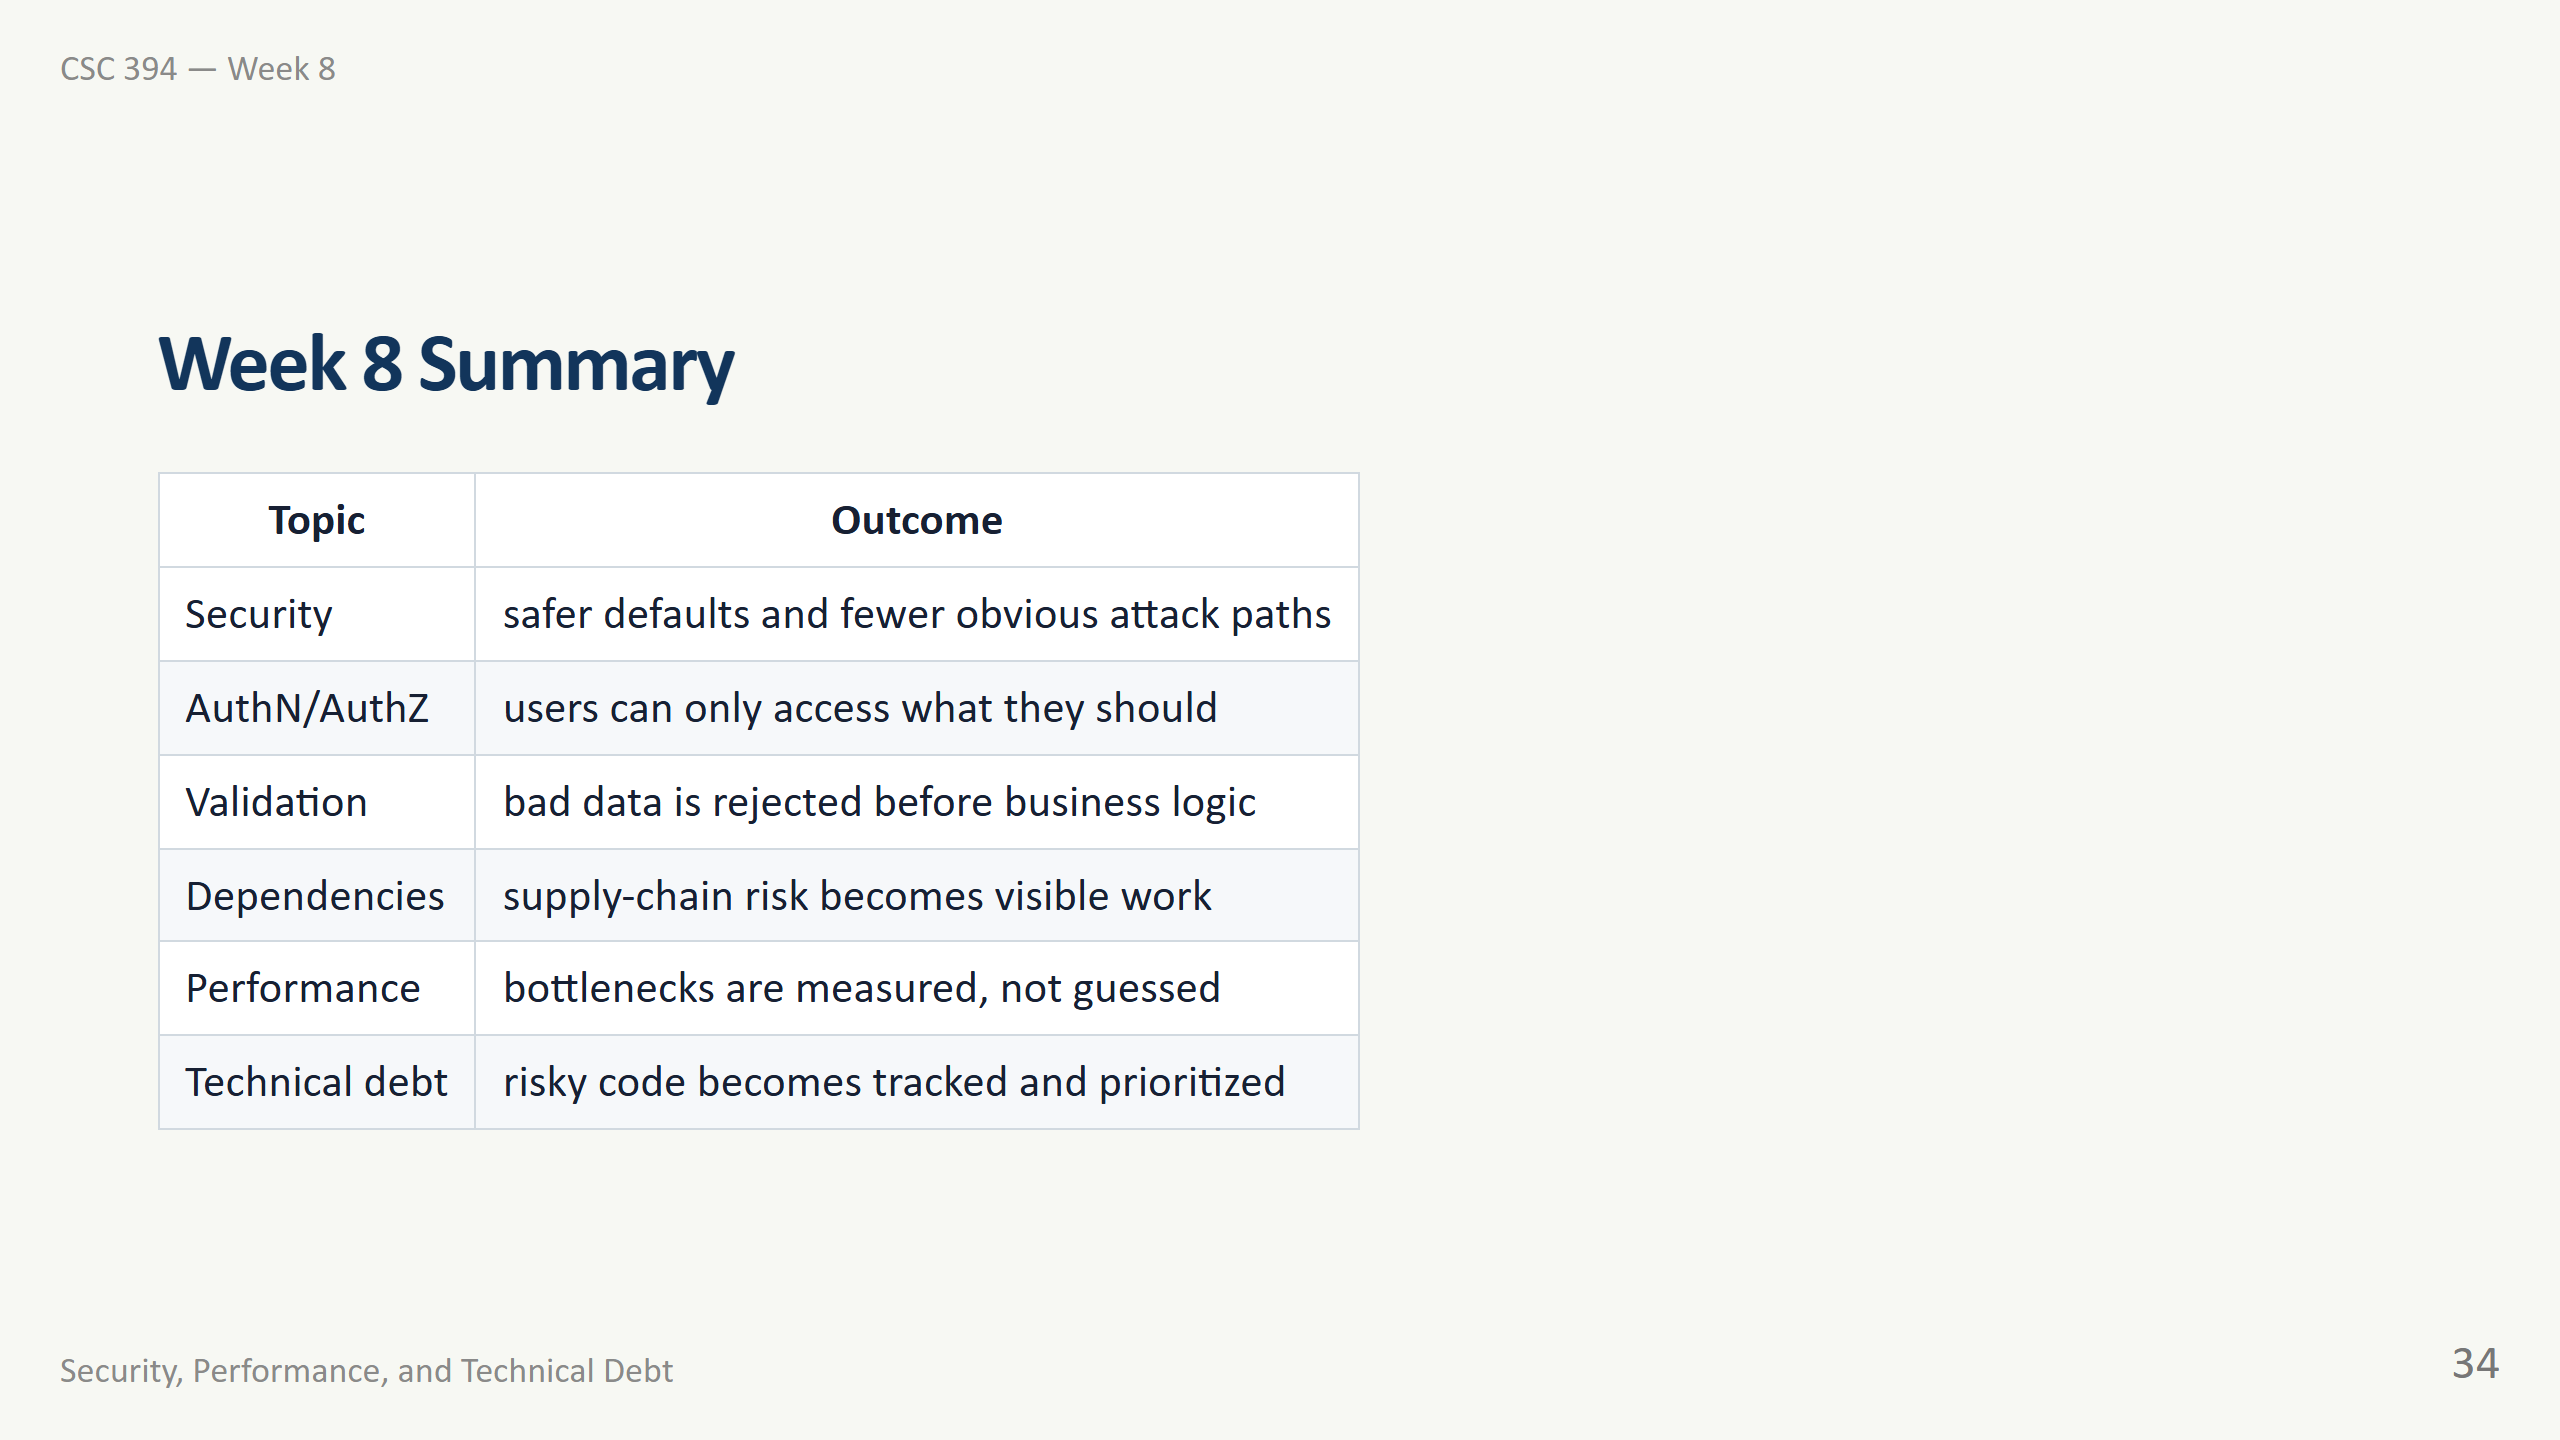 CSC 394 — Week 8
Week 8 Summary
Topic Outcome
Security safer defaults and fewer obvious attack paths
AuthN/AuthZ users can only access what they should
Validation bad data is rejected before business logic
Dependencies supply-chain risk becomes visible work
Performance bottlenecks are measured, not guessed
Technical debt risky code becomes tracked and prioritized
Security, Performance, and Technical Debt
34